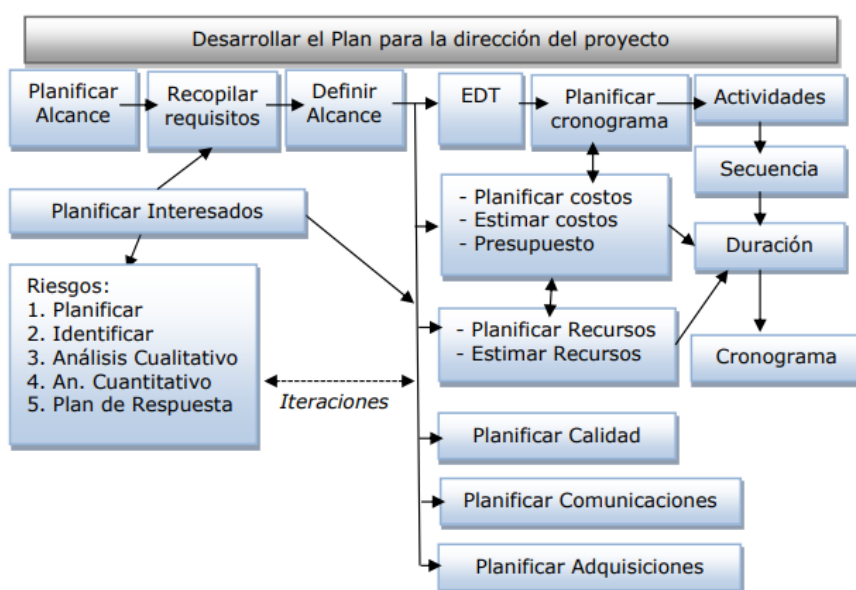 Desarrollar el Plan para la dirección del proyecto
Planificar
Alcance
Recopilar
requisitos
Definir
Alcance
EDT
Planificar
cronograma
Actividades
Secuencia
Planificar Interesados
- Planificar costos
- Estimar costos
- Presupuesto
Duración
Riesgos:
1. Planificar
2. Identificar
3. Análisis Cualitativo
4. An. Cuantitativo
5. Plan de Respuesta
Iteraciones
- Planificar Recursos
- Estimar Recursos
Cronograma
Planificar Calidad
Planificar Comunicaciones
Planificar Adquisiciones